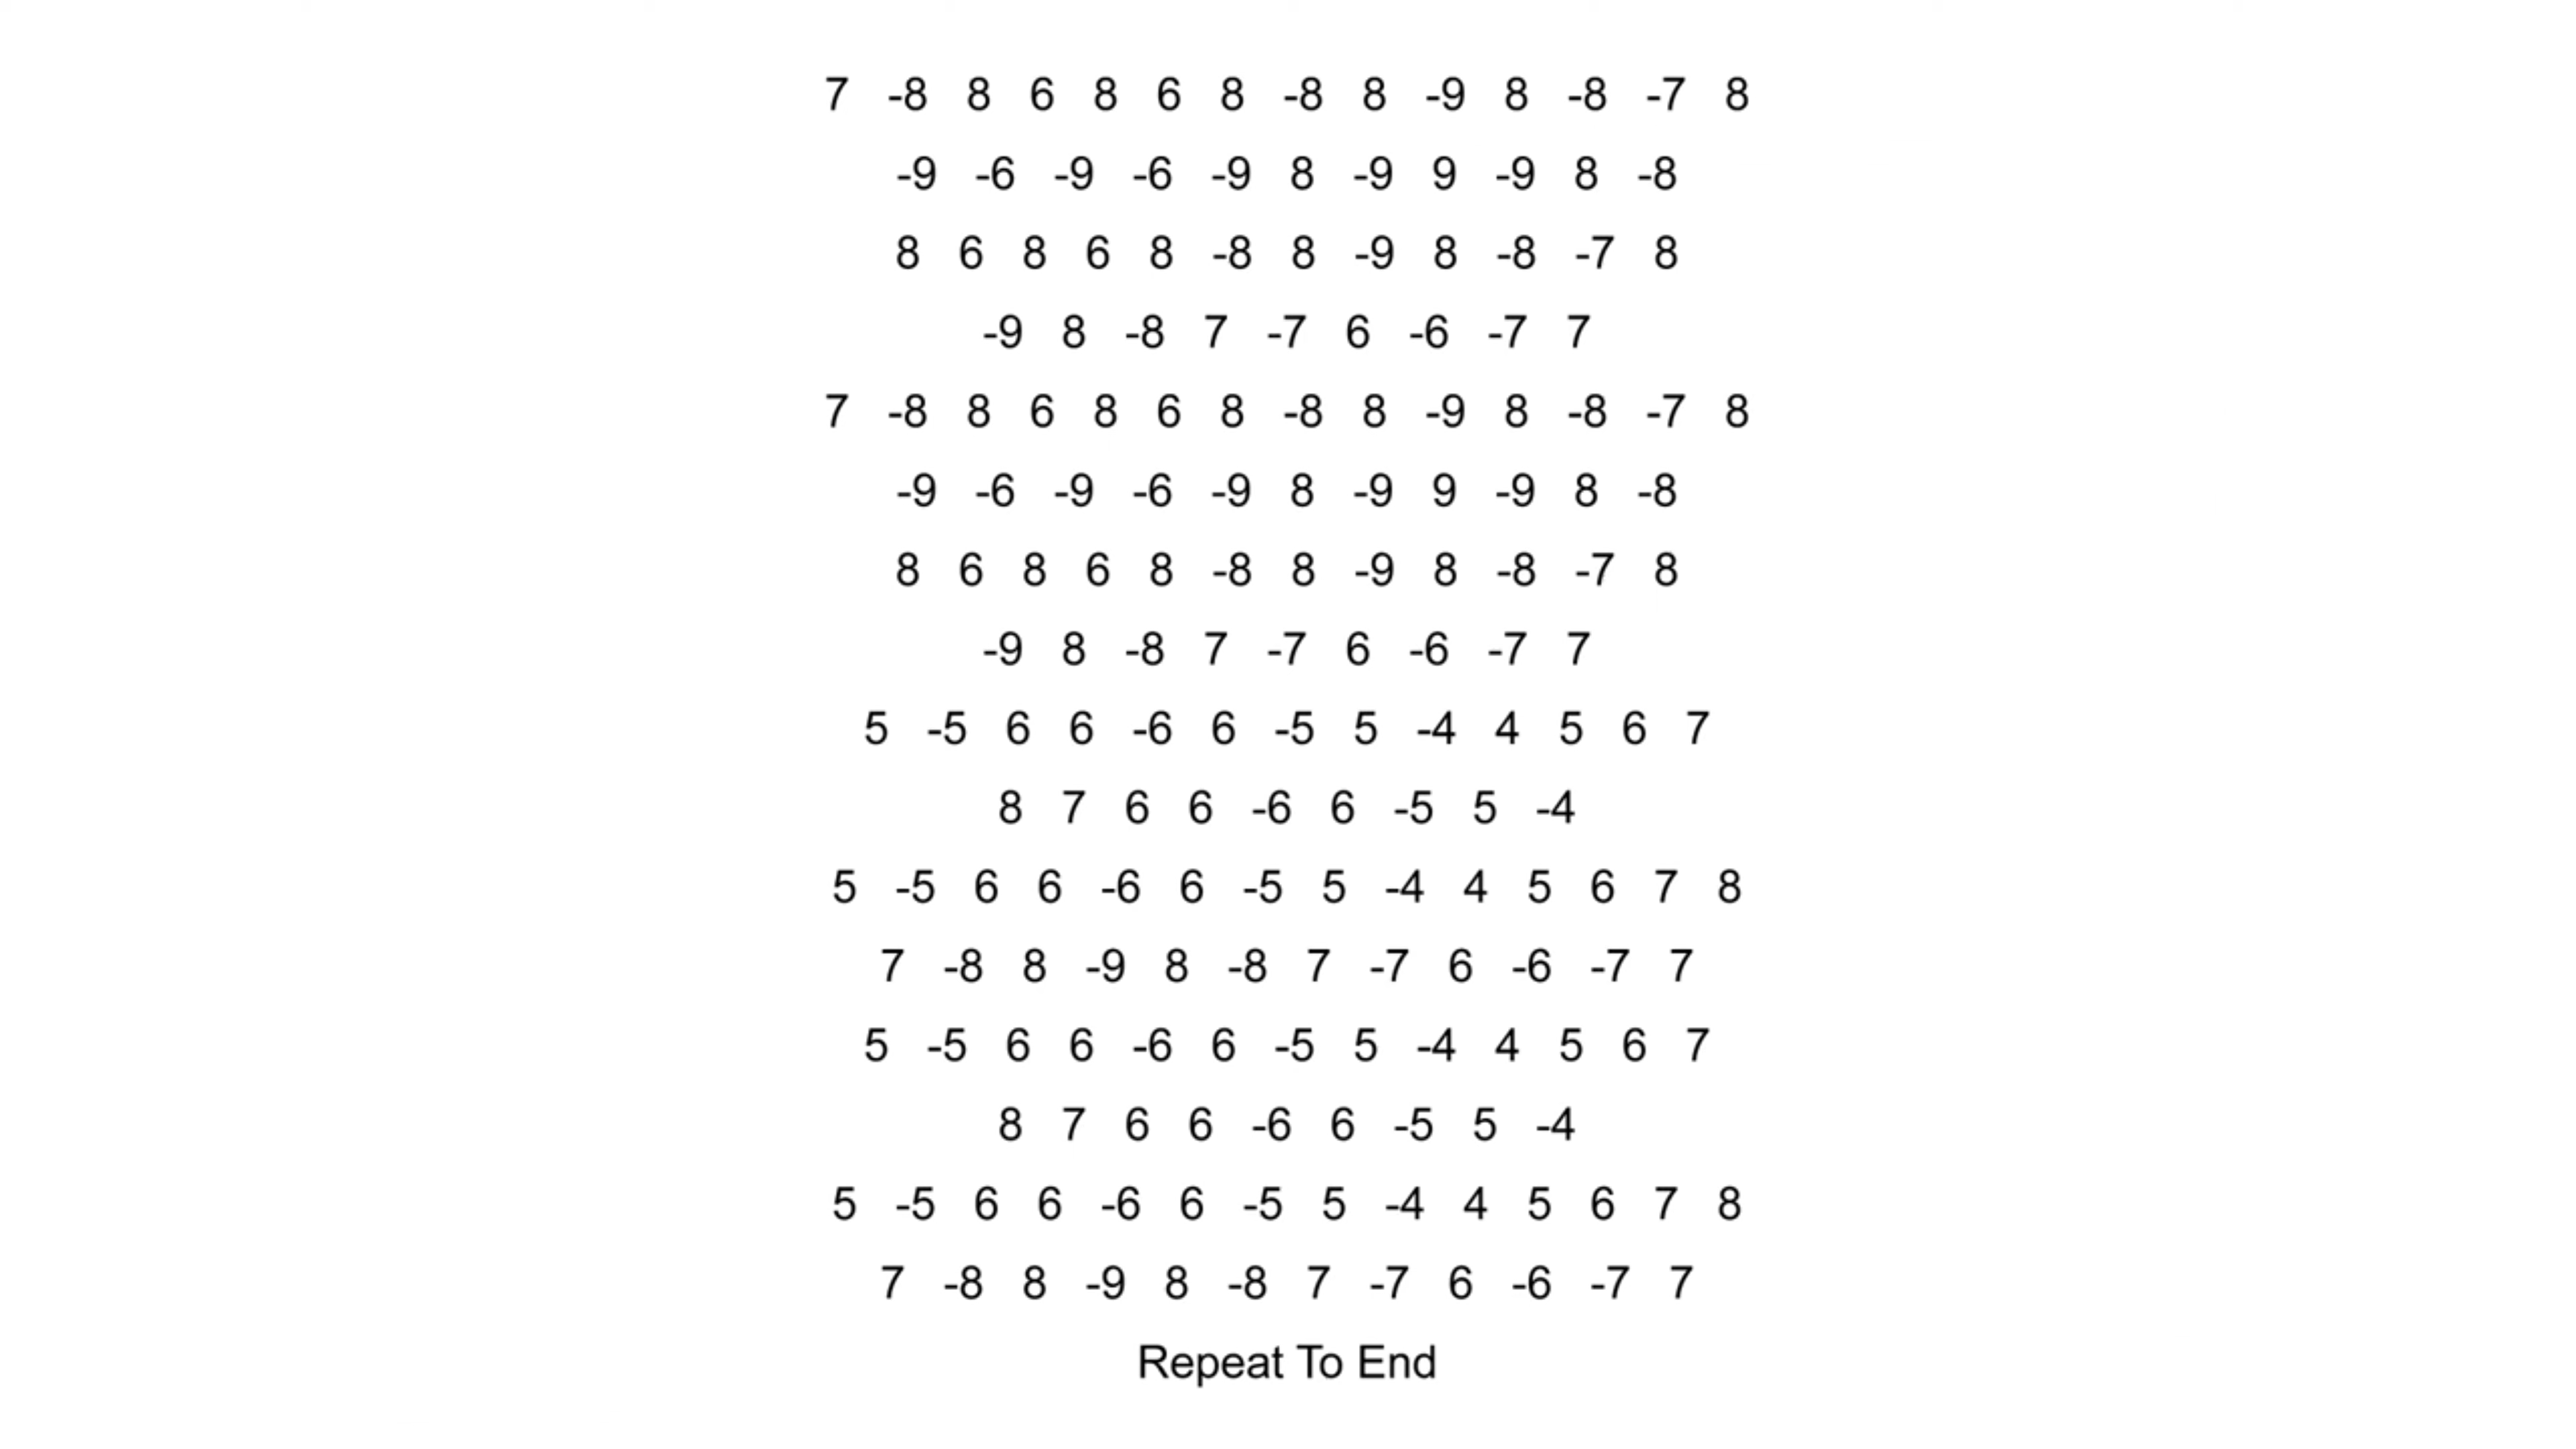 7 -8 8 6 8 6 8 -8 8 -9 8 -8 -7 8
-9 -6 -9 -6 -9 8 -9 9 -9 8 -8
8 6 8 6 8 -8 8 -9 8 -8 -7 8
-9 8 -8 7 -7 6 -6 -7 7
7 -8 8 6 8 6 8 -8 8 -9 8 -8 -7 8
-9 -6 -9 -6 -9 8 -9 9 -9 8 -8
8 6 8 6 8 -8 8 -9 8 -8 -7 8
-9 8 -8 7 -7 6 -6 -7 7
5 -5 6 6 -6 6 -5 5 -4 4 5 6 7
8 7 6 6 -6 6 -5 5 -4
5 -5 6 6 -6 6 -5 5 -4 4 5 6 7 8
7 -8 8 -9 8 -8 7 -7 6 -6 -7 7
5 -5 6 6 -6 6 -5 5 -4 4 5 6 7
8 7 6 6 -6 6 -5 5 -4
5 -5 6 6 -6 6 -5 5 -4 4 5 6 7 8
7 -8 8 -9 8 -8 7 -7 6 -6 -7 7
Repeat To End